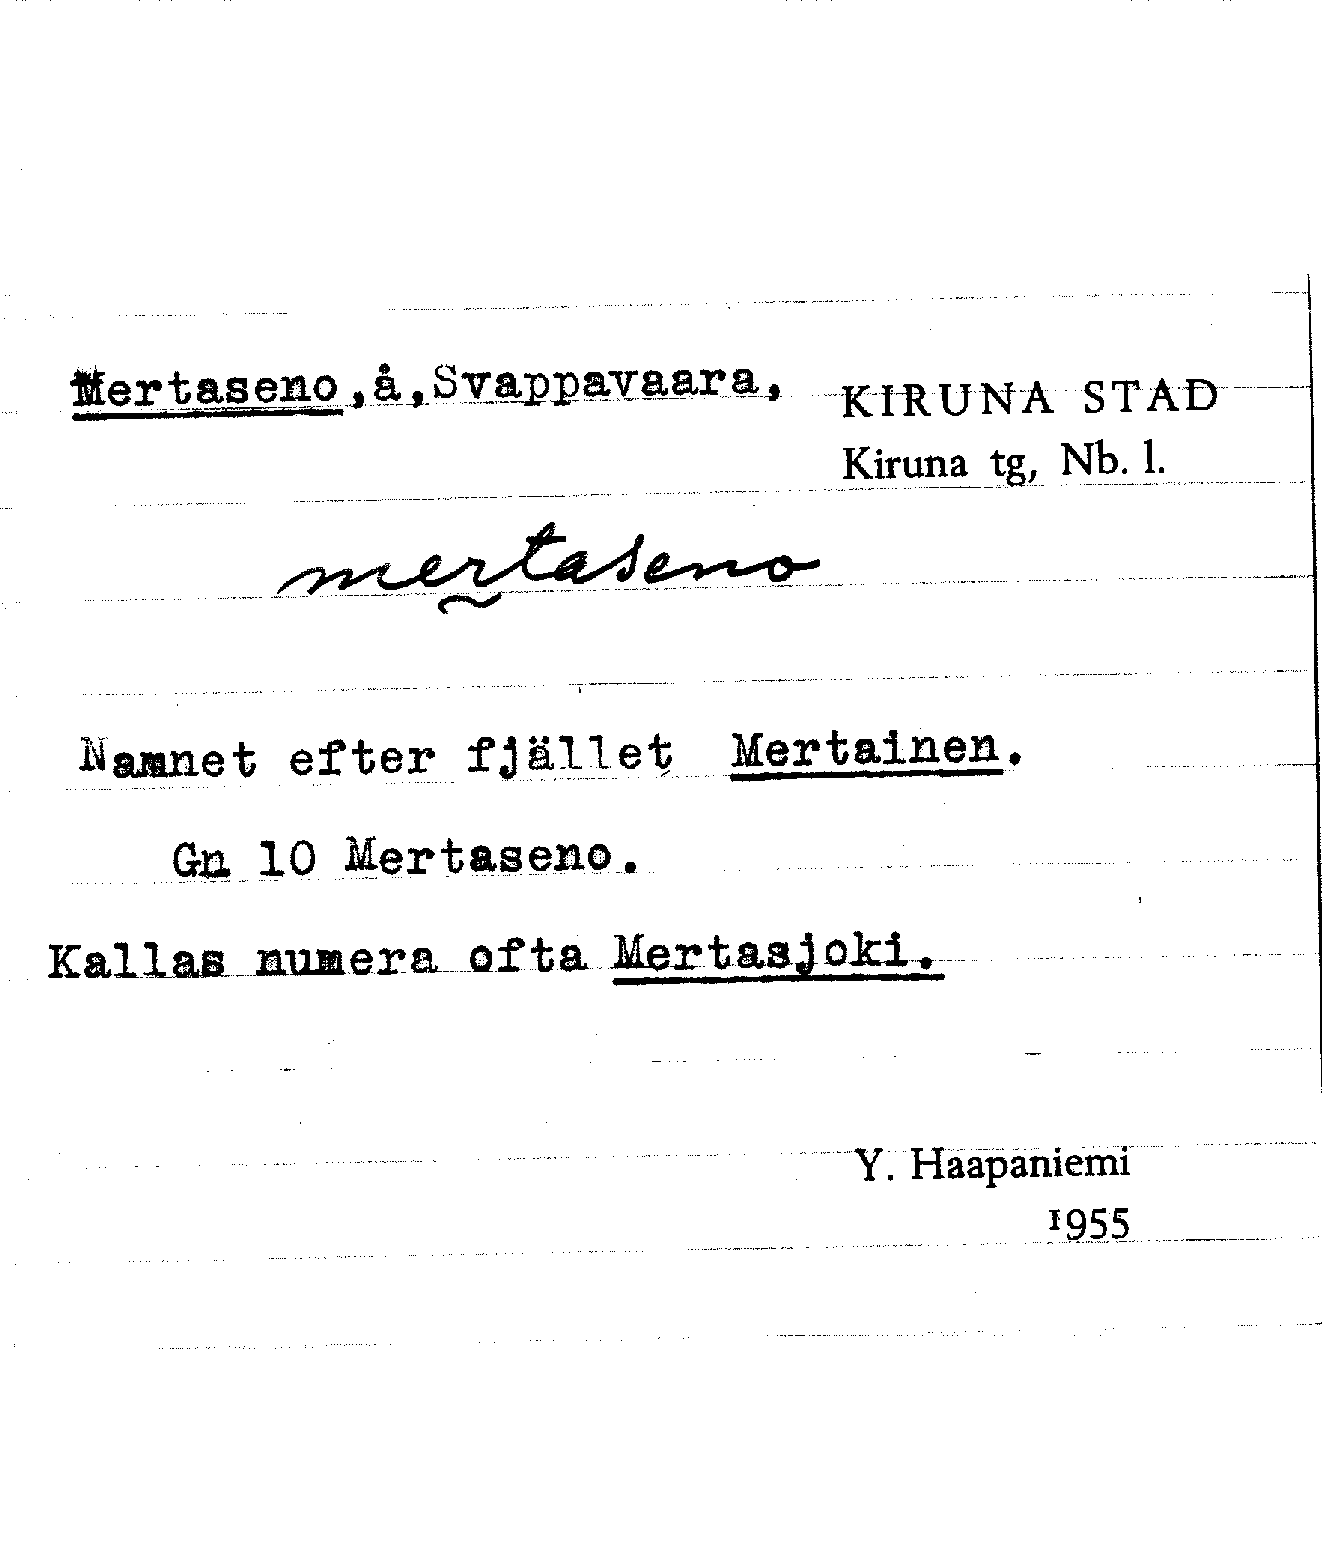 Mertaseno,å,Svappavaara, KIRUNA STAD
Kiruna tg, Nb. l.
mertaseno
Namnet efter fjället Mertainen.
Gn 10 Mertaseno.
Kallas numera ofta Mertasjoki.
Y. Haapaniemi
1955